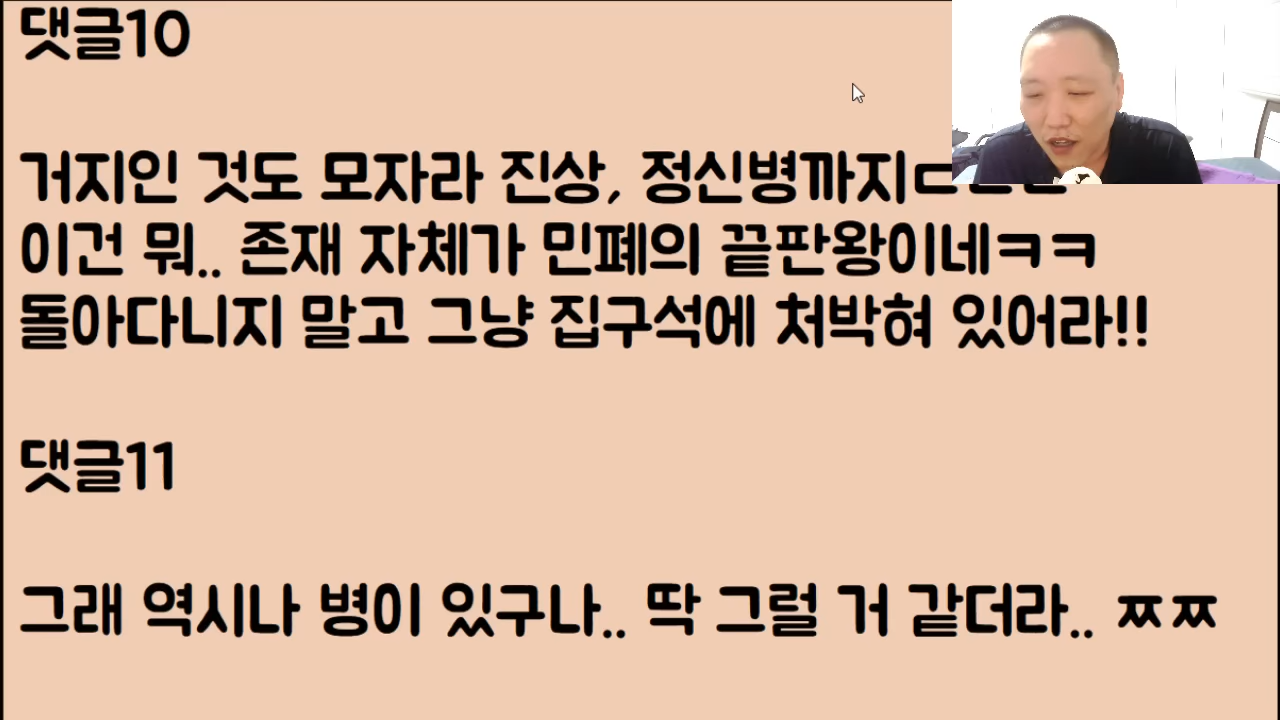 댓글10
거지인 것도 모자라 진상, 정신병까지
이건 뭐.. 존재 자체가 민폐의 끝판왕이네ㅋㅋ
돌아다니지 말고 그냥 집구석에 처박혀 있어라!!
댓글11
그래 역시나 병이 있구나.. 딱 그럴 거 같더라.. ㅉㅉ